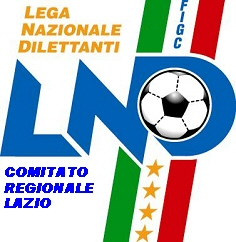 LEGA
NAZIONALE
DILETTANTI
FIGC
LND
COMITATO
REGIONALE
LAZIO